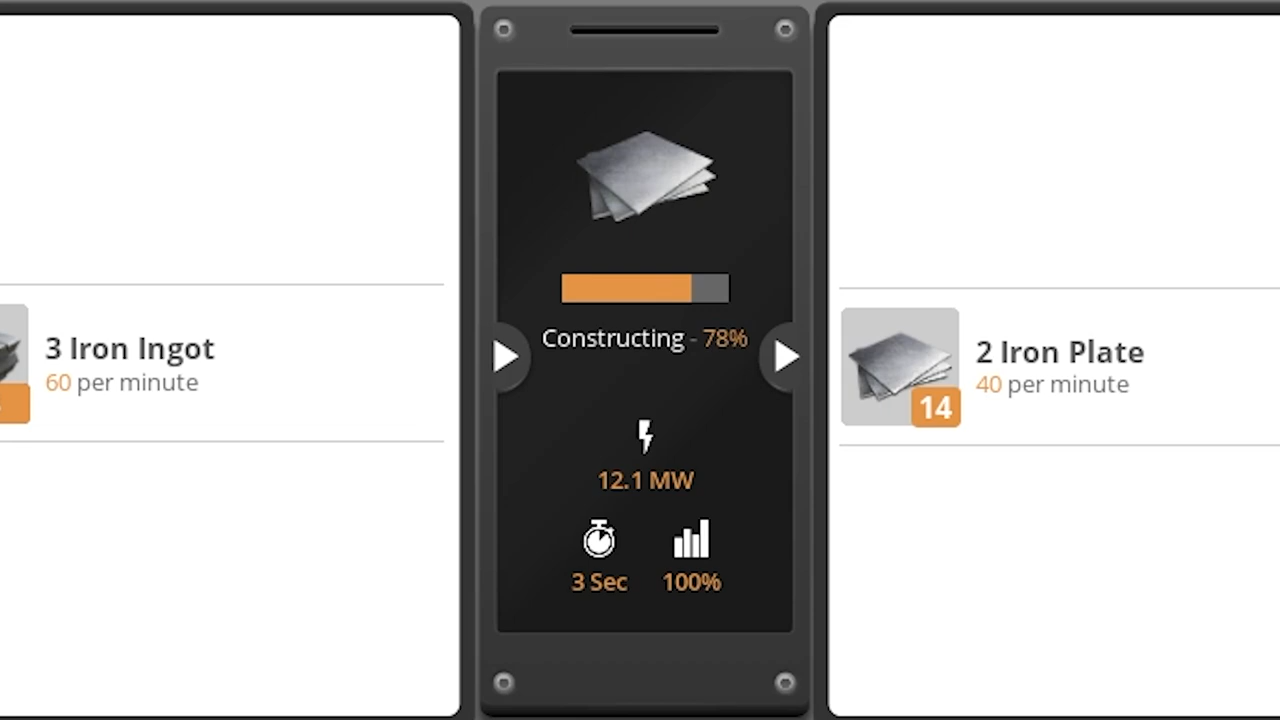 3 Iron Ingot
60 per minute
Constructing - 78%
12.1 MW
3 Sec
100%
2 Iron Plate
40 per minute
14